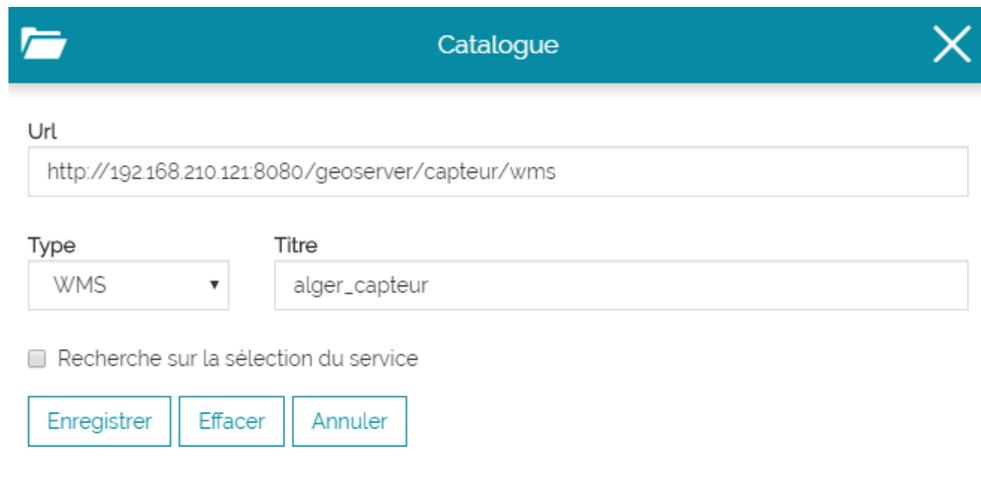 Catalogue
Url
http://192.168.210.121:8080/geoserver/capteur/wms
Type
Titre
WMS
alger_capteur
Recherche sur la sélection du service
Enregistrer
Effacer
Annuler